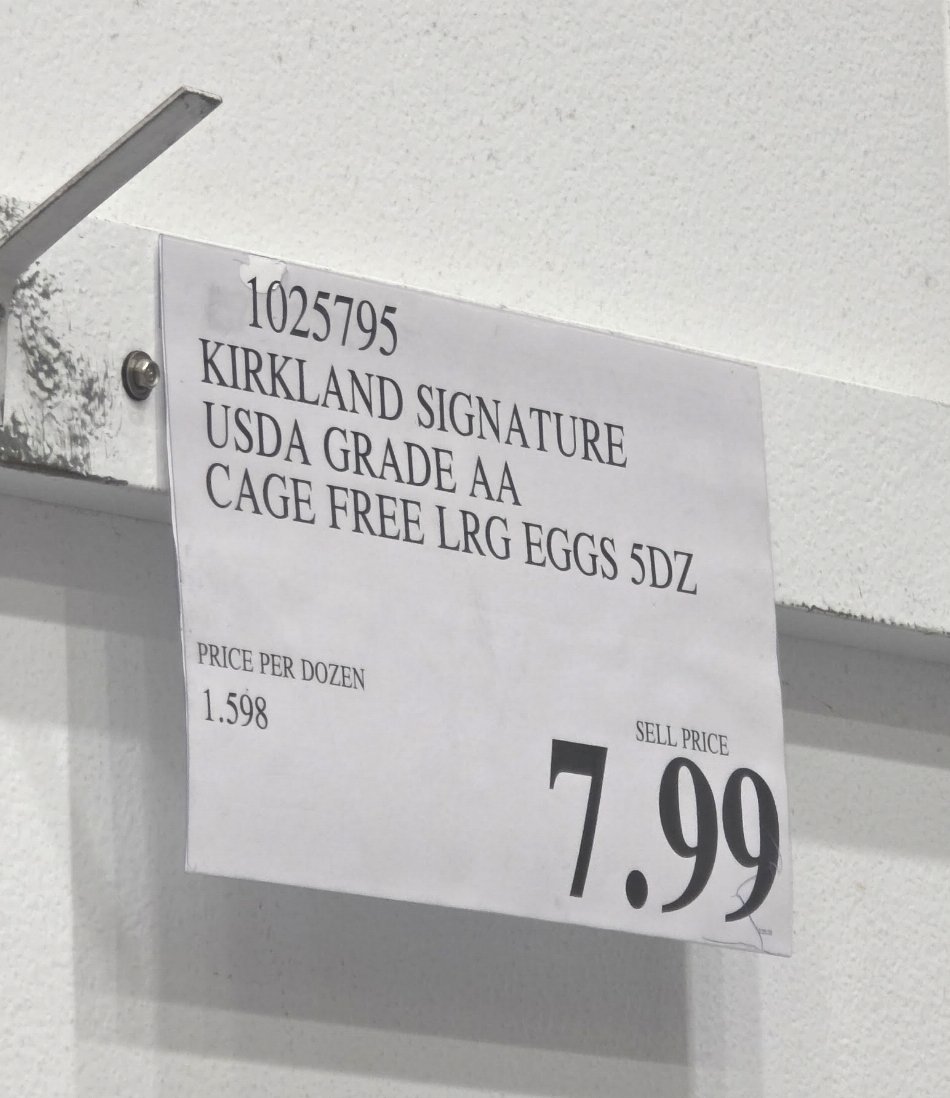 1025795
KIRKLAND SIGNATURE
USDA GRADE AA
CAGE FREE LRG EGGS 5DZ
PRICE PER DOZEN
1.598
SELL PRICE
7.99